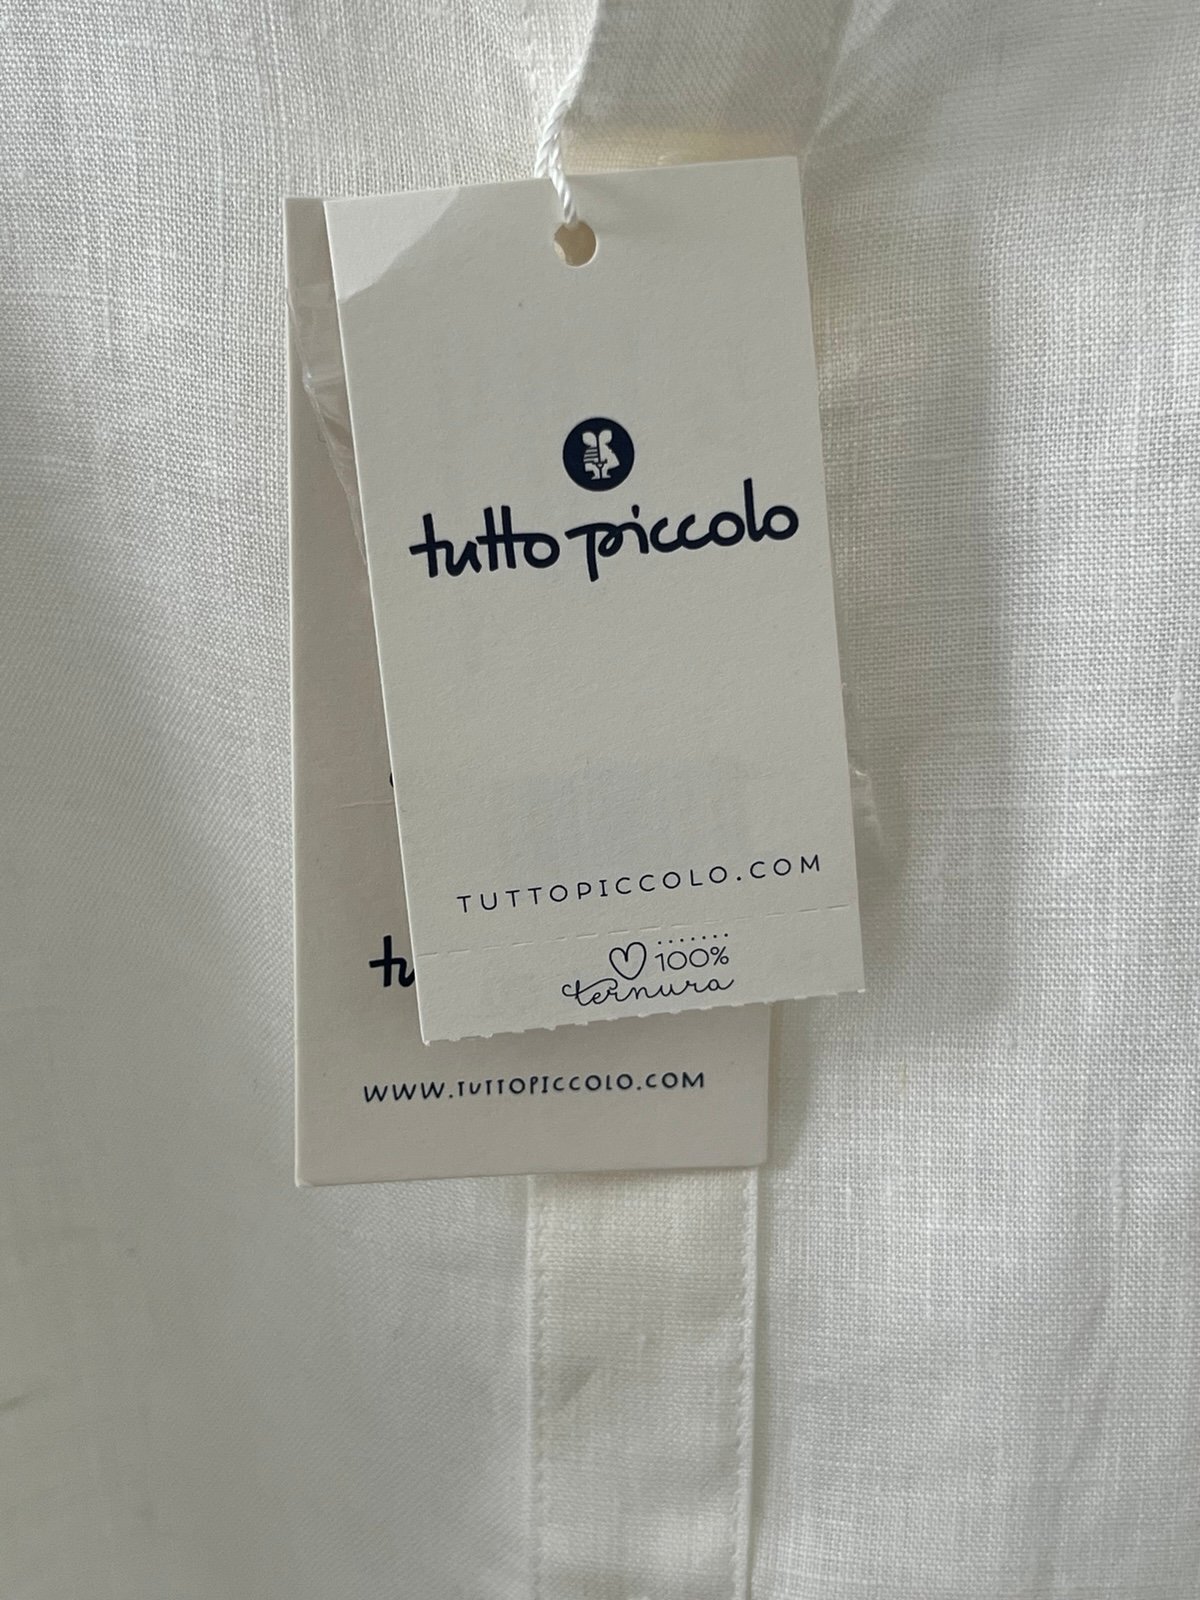 tutto piccolo
TUTTOPICCOLO.COM
100%
ternura
WWW.TUTTOPICCOLO.COM